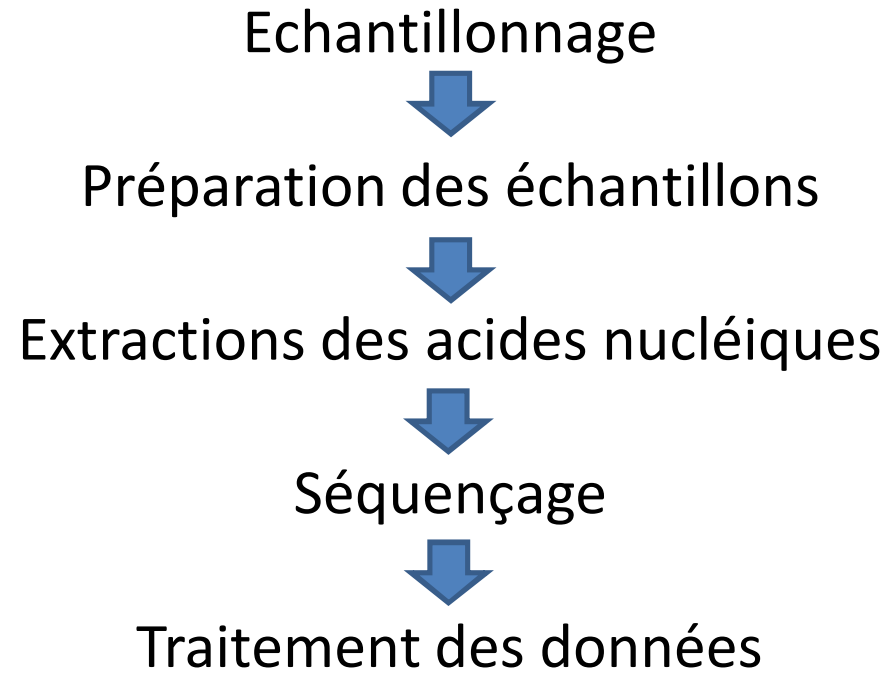 Echantillonnage
Préparation des échantillons
Extractions des acides nucléiques
Séquençage
Traitement des données